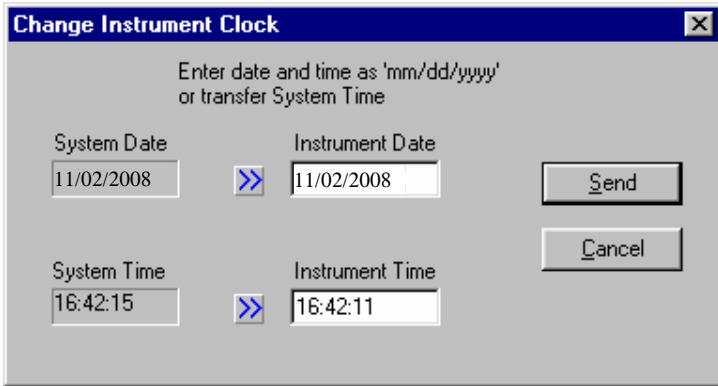 Change Instrument Clock
Enter date and time as 'mm/dd/yyyy'
or transfer System Time
System Date
Instrument Date
11/02/2008
>>
11/02/2008
Send
Cancel
System Time
Instrument Time
16:42:15
>>
16:42:11